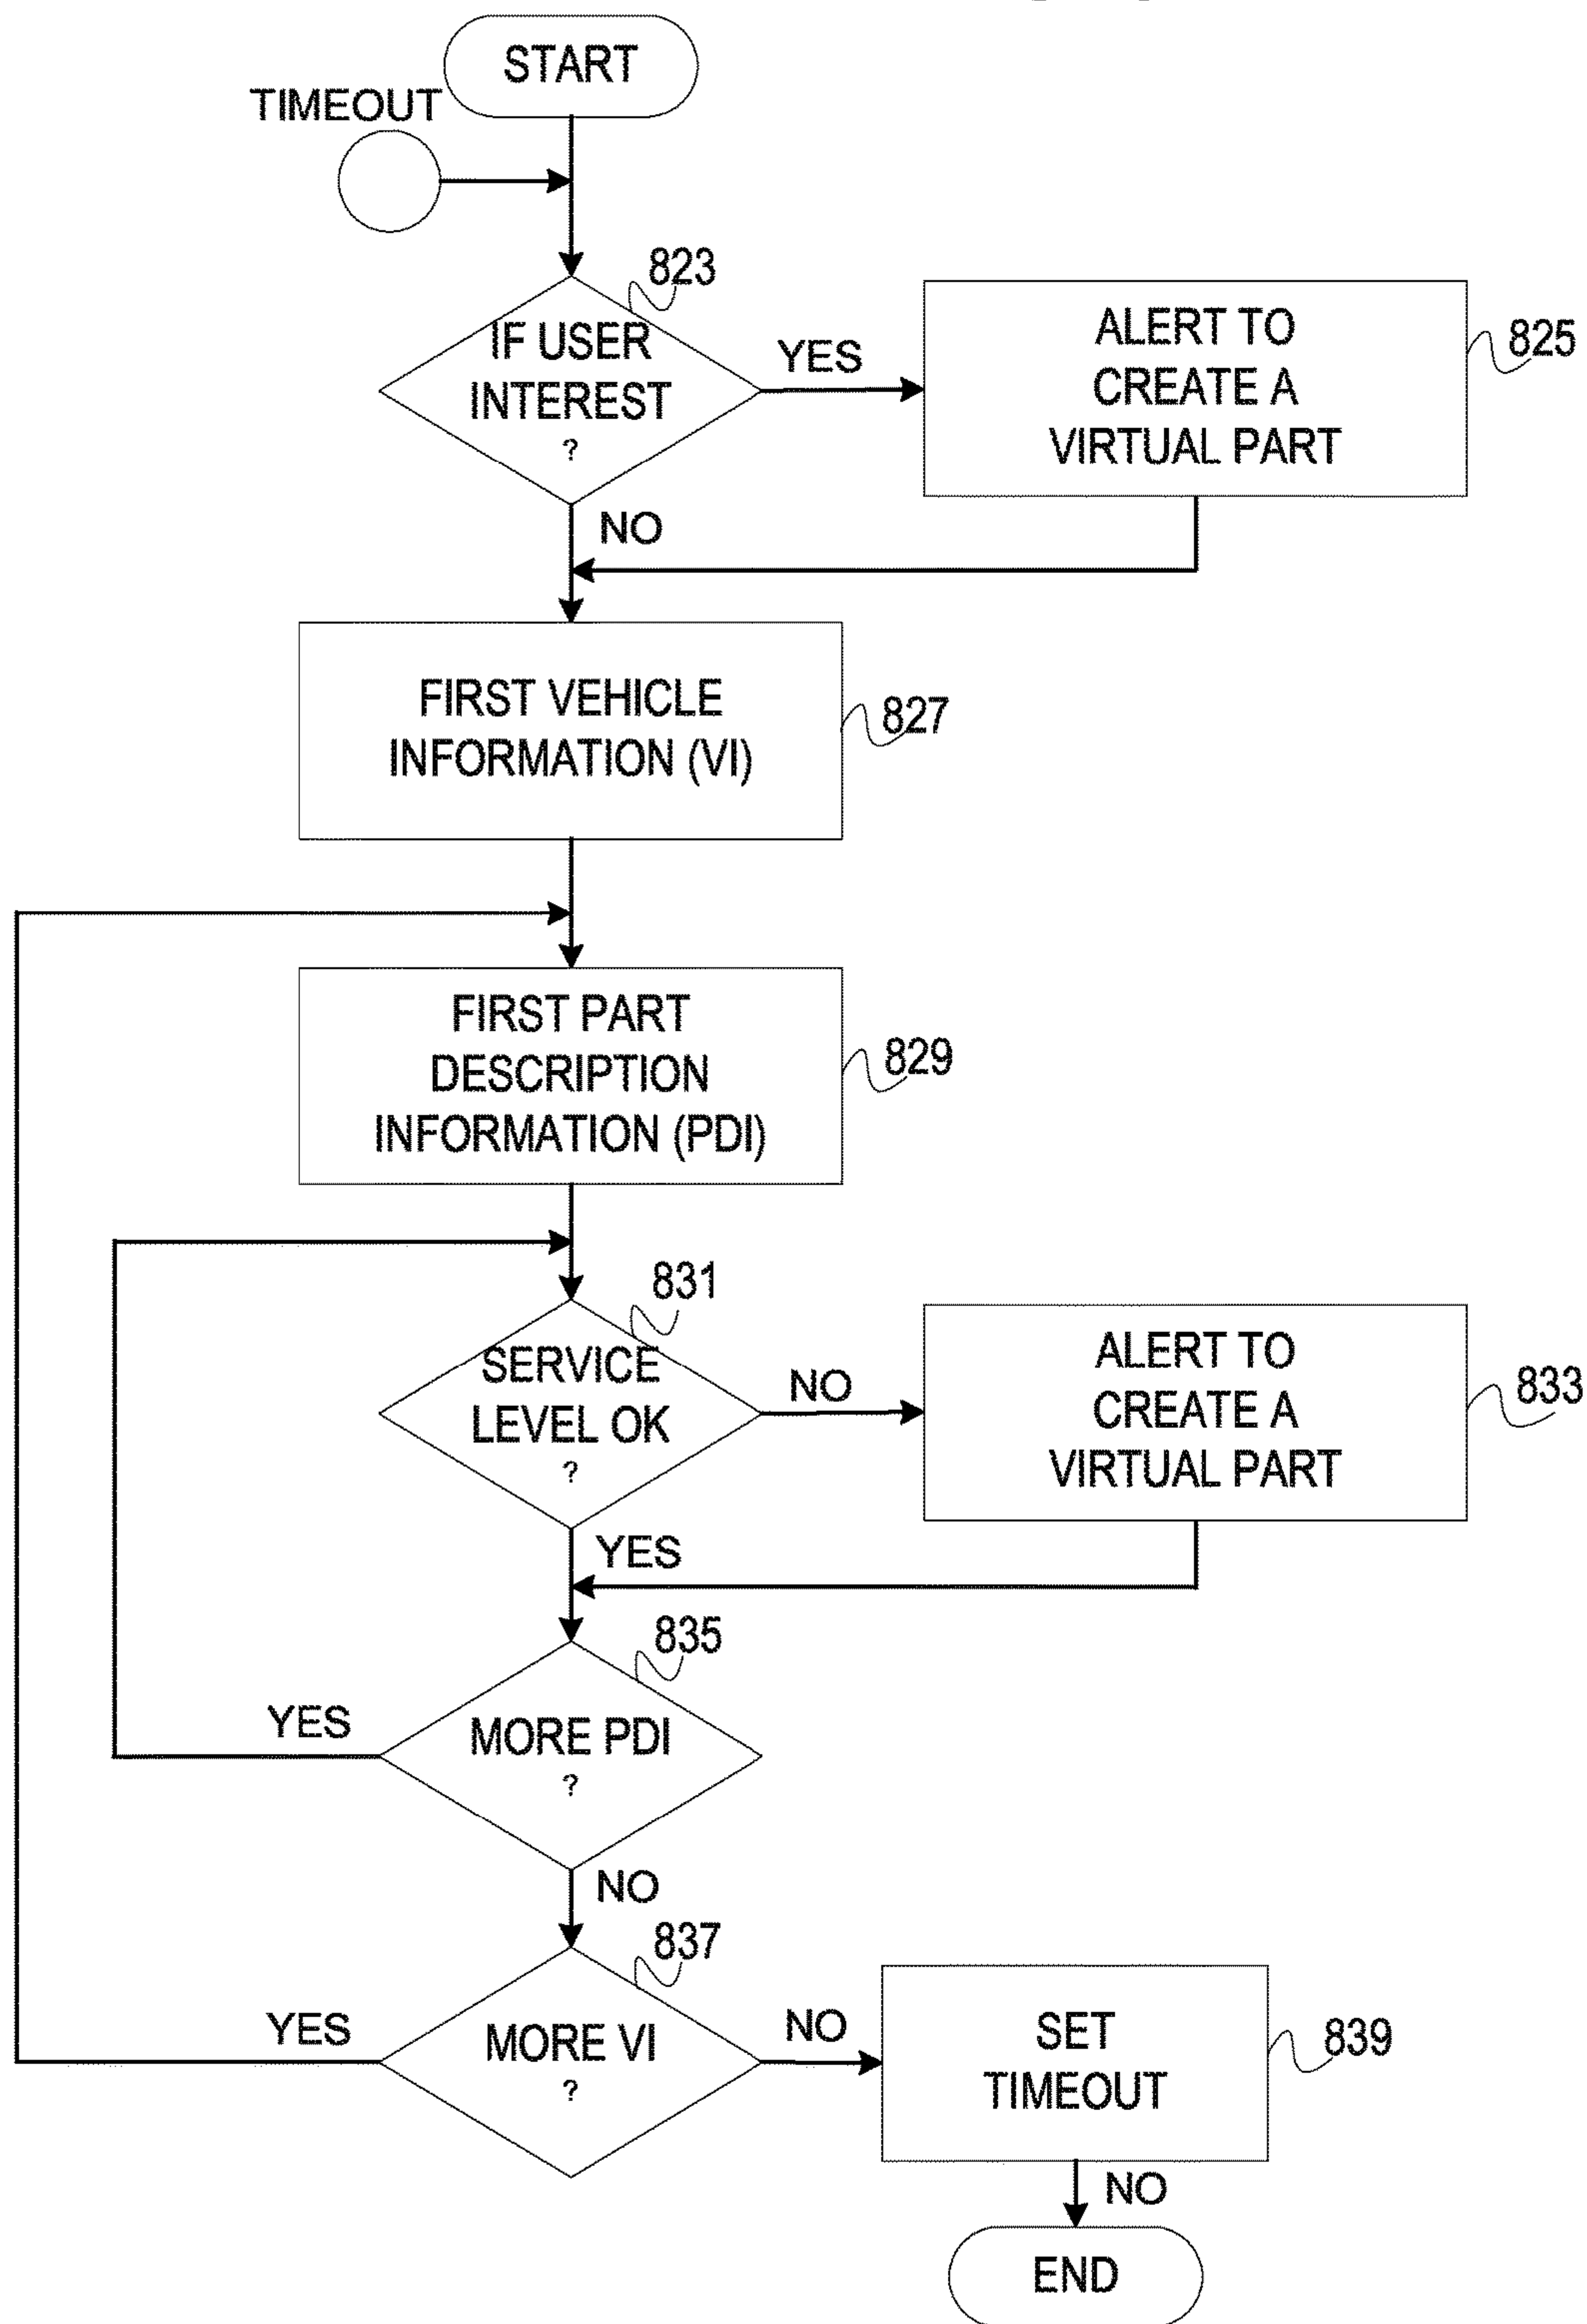 START
TIMEOUT
823
IF USER
INTEREST
?
YES
ALERT TO
CREATE A
VIRTUAL PART
825
NO
FIRST VEHICLE
INFORMATION (VI)
827
FIRST PART
DESCRIPTION
INFORMATION (PDI)
829
831
SERVICE
LEVEL OK
?
NO
ALERT TO
CREATE A
VIRTUAL PART
833
YES
835
YES
MORE PDI
?
NO
837
YES
MORE VI
?
NO
SET
TIMEOUT
839
NO
END